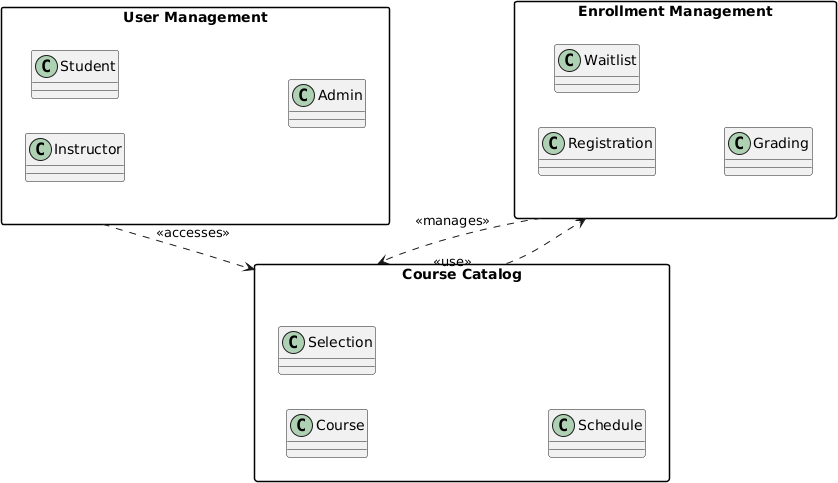 User Management
C Student
C Admin
C Instructor
Enrollment Management
C Waitlist
C Registration
C Grading
«accesses»
«manages»
«use»
Course Catalog
C Selection
C Course
C Schedule